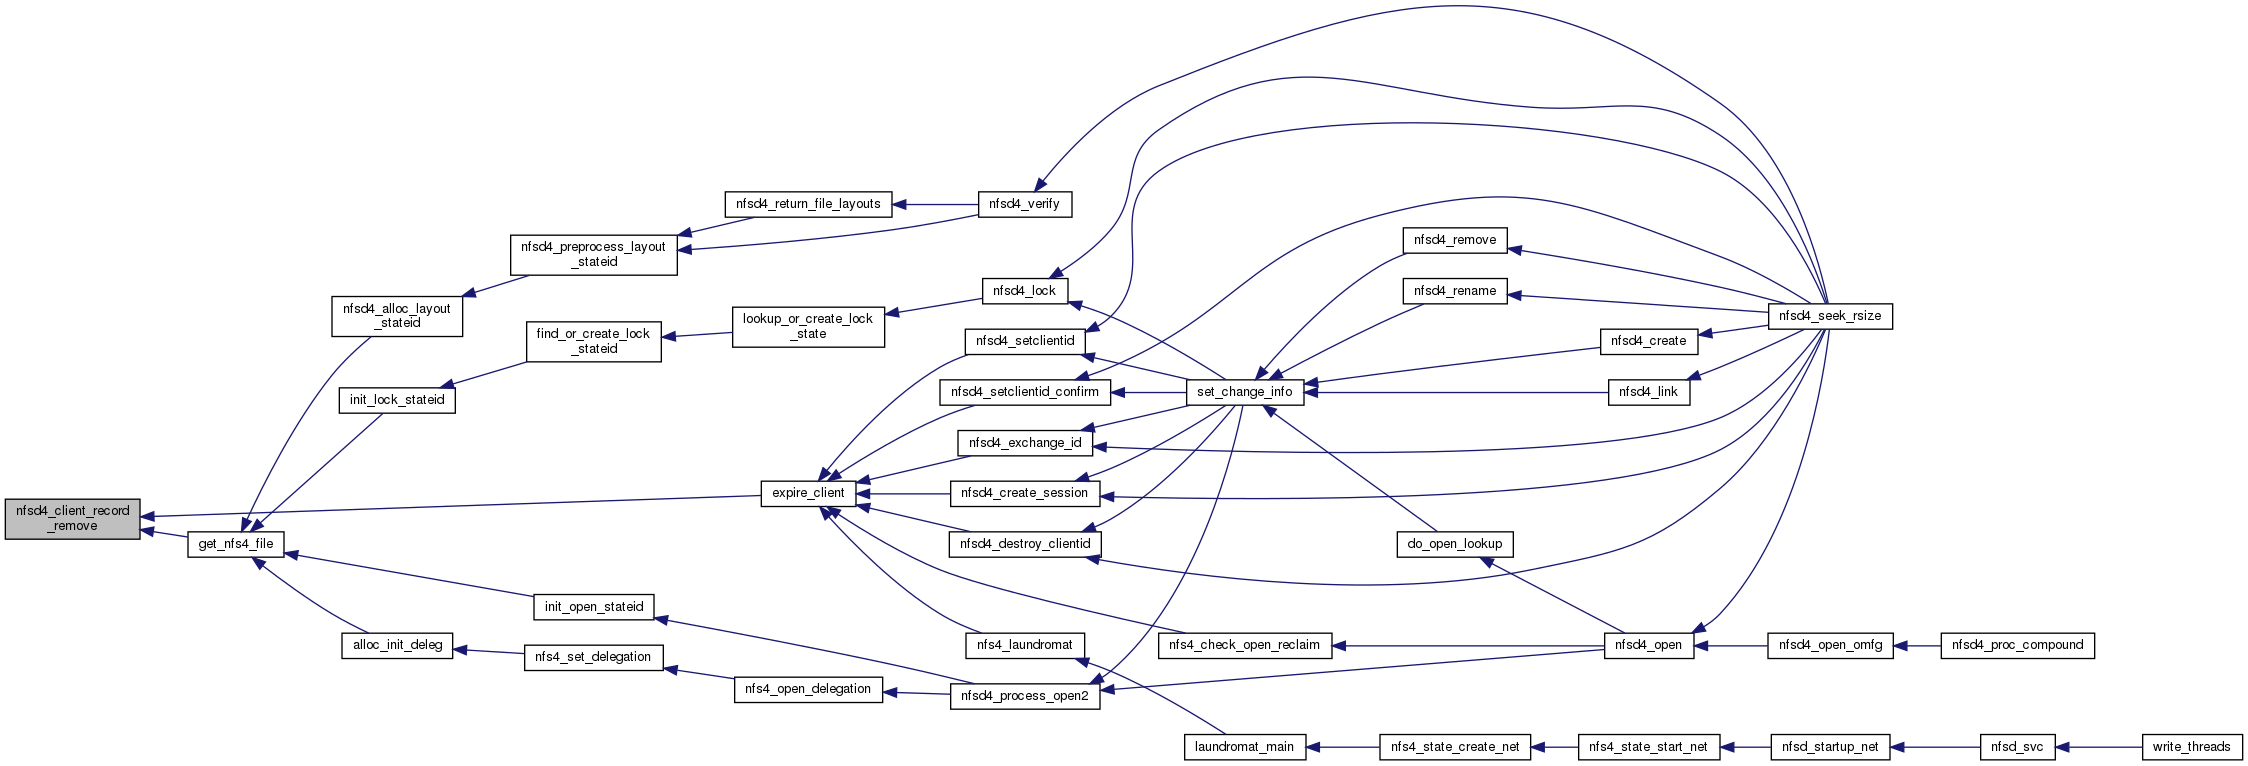 nfsd4_client_record
_remove
get_nfs4_file
nfsd4_alloc_layout
_stateid
init_lock_stateid
alloc_init_deleg
nfsd4_preprocess_layout
_stateid
find_or_create_lock
_stateid
init_open_stateid
nfs4_set_delegation
nfsd4_return_file_layouts
lookup_or_create_lock
_state
expire_client
nfs4_open_delegation
nfsd4_verify
nfsd4_lock
nfsd4_setclientid
nfsd4_setclientid_confirm
nfsd4_exchange_id
nfsd4_create_session
nfsd4_destroy_clientid
nfs4_laundromat
nfsd4_process_open2
set_change_info
nfs4_check_open_reclaim
laundromat_main
nfsd4_remove
nfsd4_rename
do_open_lookup
nfs4_state_create_net
nfsd4_create
nfsd4_link
nfsd4_open
nfs4_state_start_net
nfsd4_seek_rsize
nfsd4_open_omfg
nfsd_startup_net
nfsd4_proc_compound
nfsd_svc
write_threads